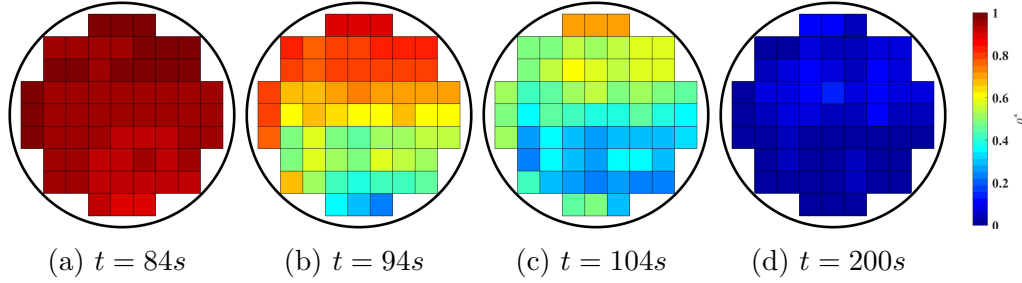 1
0.8
0.6
0.4
0.2
0
ρ*
(a) t = 84s
(b) t = 94s
(c) t = 104s
(d) t = 200s